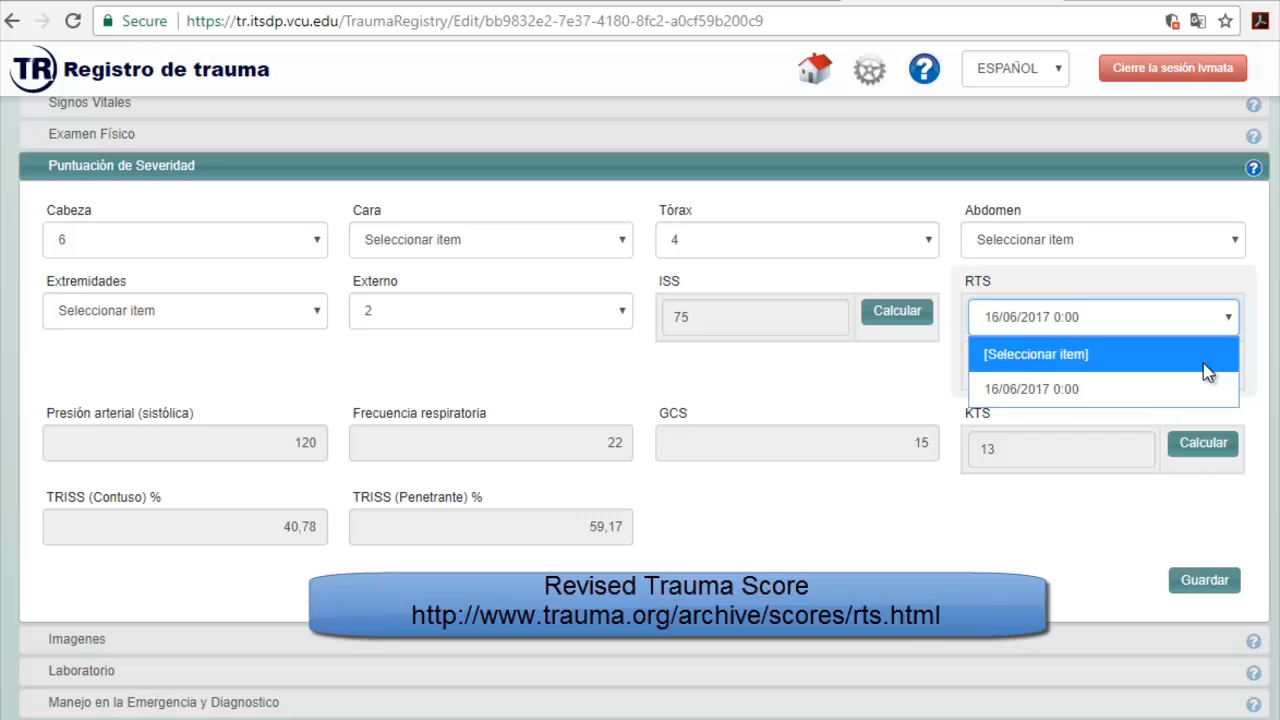 Secure
https://tr.itsdp.vcu.edu/TraumaRegistry/Edit/bb9832e2-7e37-4180-8fc2-a0cf59b200c9
TR Registro de trauma
ESPAÑOL
Cierre la sesión lvmata
Signos Vitales
Examen Físico
Puntuación de Severidad
Cabeza
Cara
Tórax
Abdomen
6
Seleccionar item
4
Seleccionar item
Extremidades
Externo
ISS
RTS
Seleccionar item
2
75
Calcular
16/06/2017 0:00
[Seleccionar item]
16/06/2017 0:00
Presión arterial (sistólica)
Frecuencia respiratoria
GCS
KTS
120
22
15
13
Calcular
TRISS (Contuso) %
TRISS (Penetrante) %
40,78
59,17
Guardar
Revised Trauma Score
http://www.trauma.org/archive/scores/rts.html
Imagenes
Laboratorio
Manejo en la Emergencia y Diagnostico